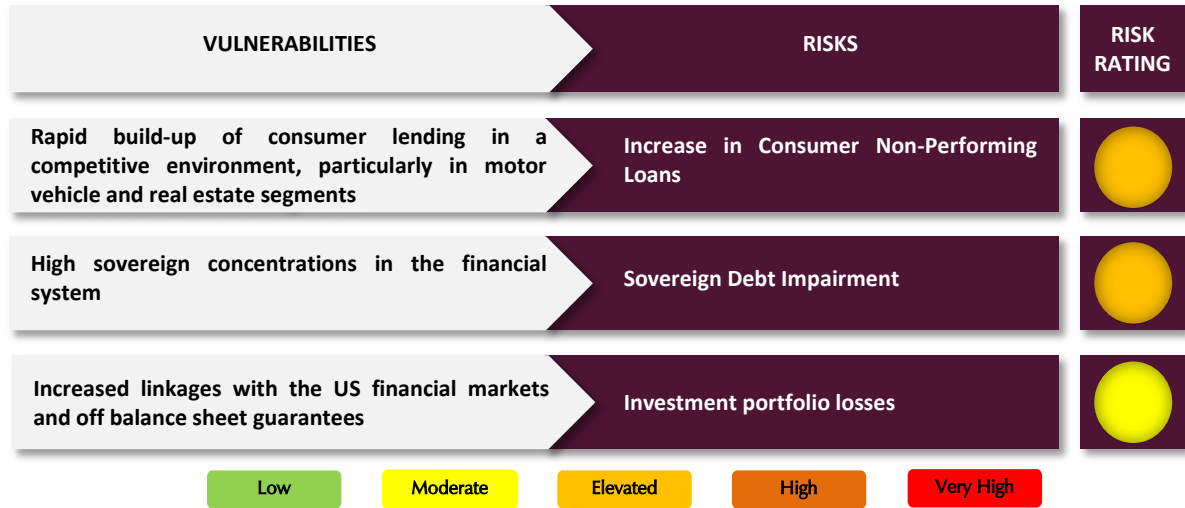 VULNERABILITIES
RISKS
RISK
RATING
Rapid build-up of consumer lending in a
competitive environment, particularly in motor
vehicle and real estate segments
Increase in Consumer Non-Performing
Loans
High sovereign concentrations in the financial
system
Sovereign Debt Impairment
Increased linkages with the US financial markets
and off balance sheet guarantees
Investment portfolio losses
Low
Moderate
Elevated
High
Very High